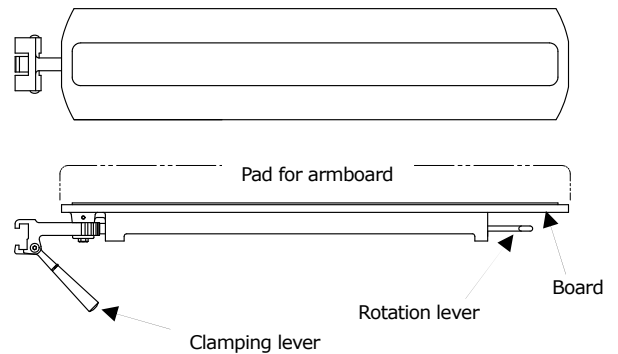 Pad for armboard
Board
Rotation lever
Clamping lever